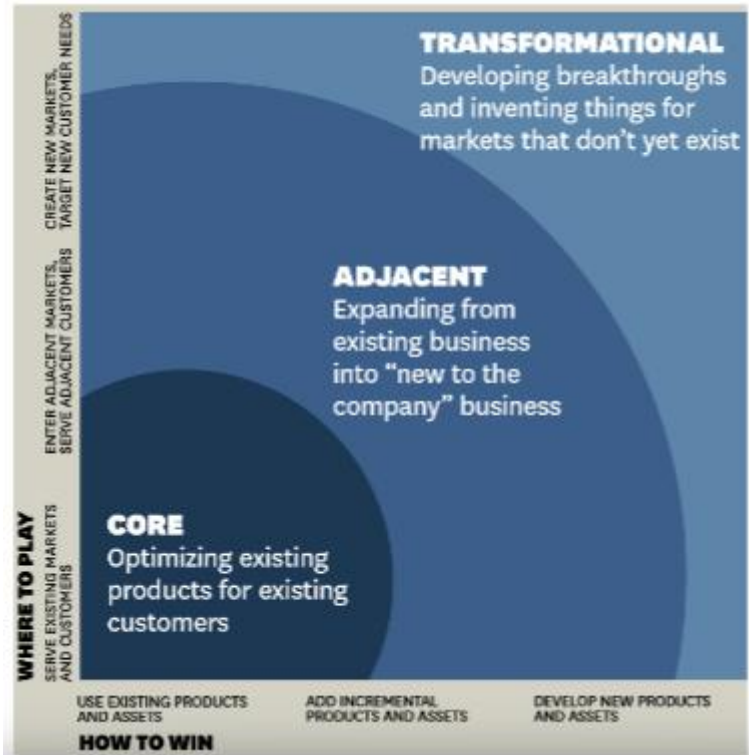 TRANSFORMATIONAL
Developing breakthroughs
and inventing things for
markets that don't yet exist
ADJACENT
Expanding from
existing business
into “new to the
company” business
CORE
Optimizing existing
products for existing
customers
WHERE TO PLAY
CREATE NEW MARKETS,
TARGET NEW CUSTOMER NEEDS
ENTER ADJACENT MARKETS,
SERVE ADJACENT CUSTOMERS
SERVE EXISTING MARKETS
AND CUSTOMERS
USE EXISTING PRODUCTS
AND ASSETS
ADD INCREMENTAL
PRODUCTS AND ASSETS
DEVELOP NEW PRODUCTS
AND ASSETS
HOW TO WIN